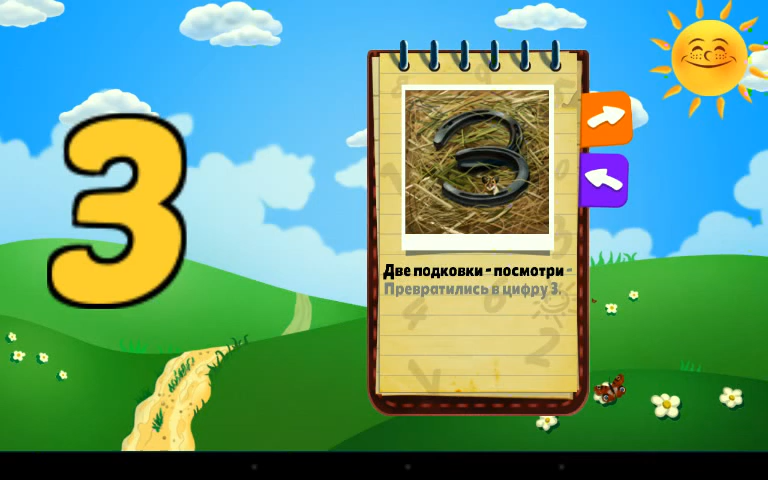 3
Две подковки - посмотри -
Превратились в цифру 3.